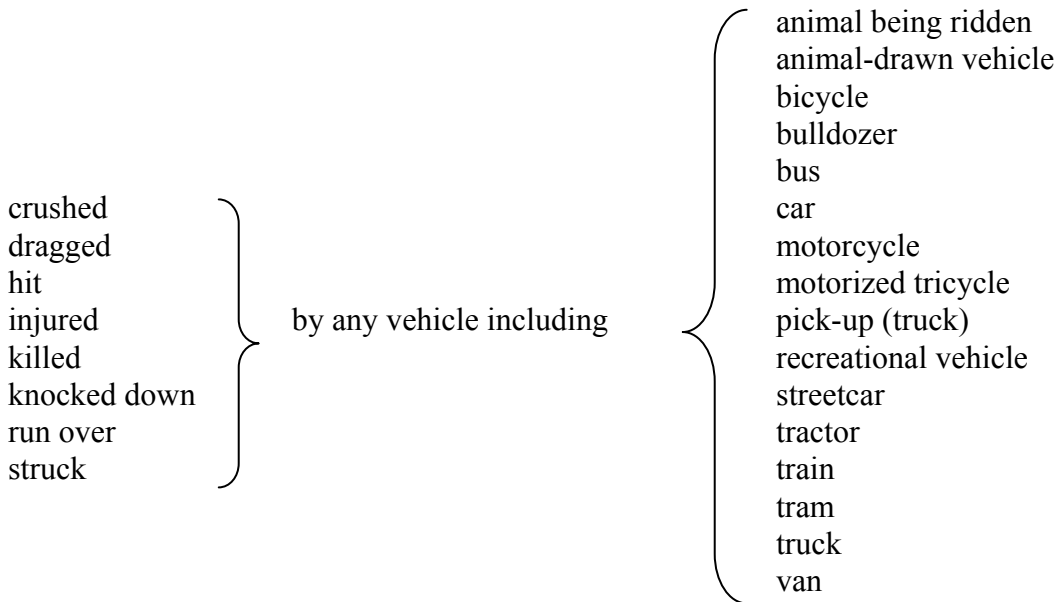 crushed
dragged
hit
injured
killed
knocked down
run over
struck
by any vehicle including
animal being ridden
animal-drawn vehicle
bicycle
bulldozer
bus
car
motorcycle
motorized tricycle
pick-up (truck)
recreational vehicle
streetcar
tractor
train
tram
truck
van